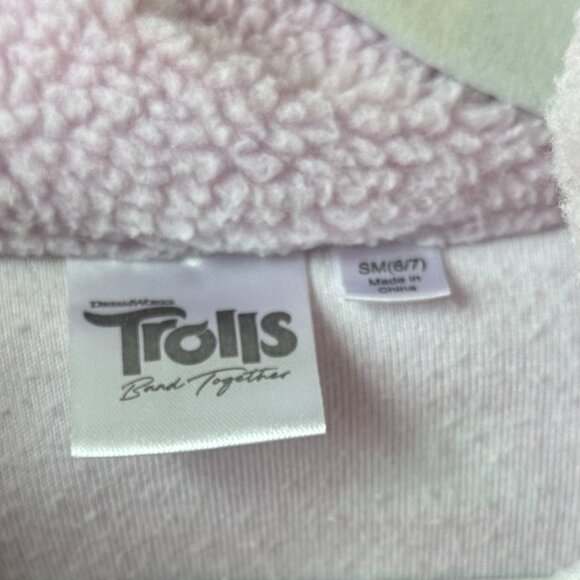 DREAMWORKS
Trolls
Band Together
SM(6/7)
Made in
China